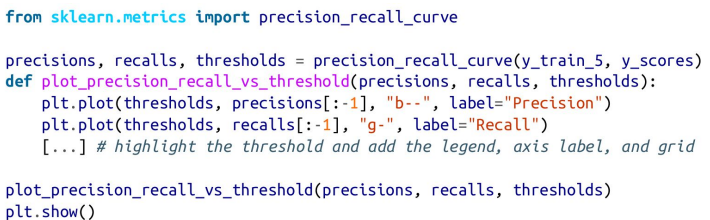 from sklearn.metrics import precision_recall_curve
precisions, recalls, thresholds = precision_recall_curve(y_train_5, y_scores)
def plot_precision_recall_vs_threshold(precisions, recalls, thresholds):
    plt.plot(thresholds, precisions[:-1], "b--", label="Precision")
    plt.plot(thresholds, recalls[:-1], "g-", label="Recall")
    [...] # highlight the threshold and add the legend, axis label, and grid
plot_precision_recall_vs_threshold(precisions, recalls, thresholds)
plt.show()